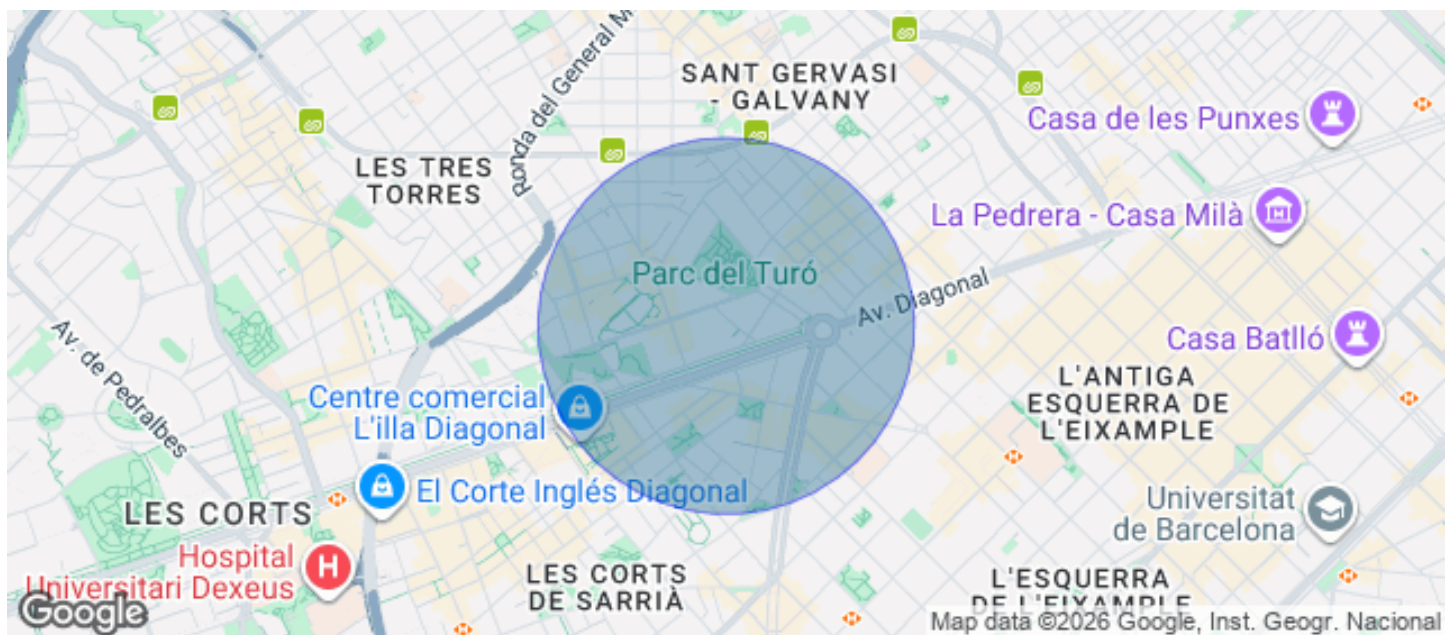 SANT GERVASI
- GALVANY
Ronda del General M
Casa de les Punxes
LES TRES
TORRES
La Pedrera - Casa Milà
Parc del Turó
Av. Diagonal
Av. de Pedralbes
Casa Batlló
Centre comercial
L'illa Diagonal
L'ANTIGA
ESQUERRA DE
L'EIXAMPLE
El Corte Inglés Diagonal
LES CORTS
Universitat
de Barcelona
Hospital
Universitari Dexeus
H
LES CORTS
DE SARRIÀ
L'ESQUERRA
DE L'EIXAMPLE
Google
Map data ©2026 Google, Inst. Geogr. Nacional